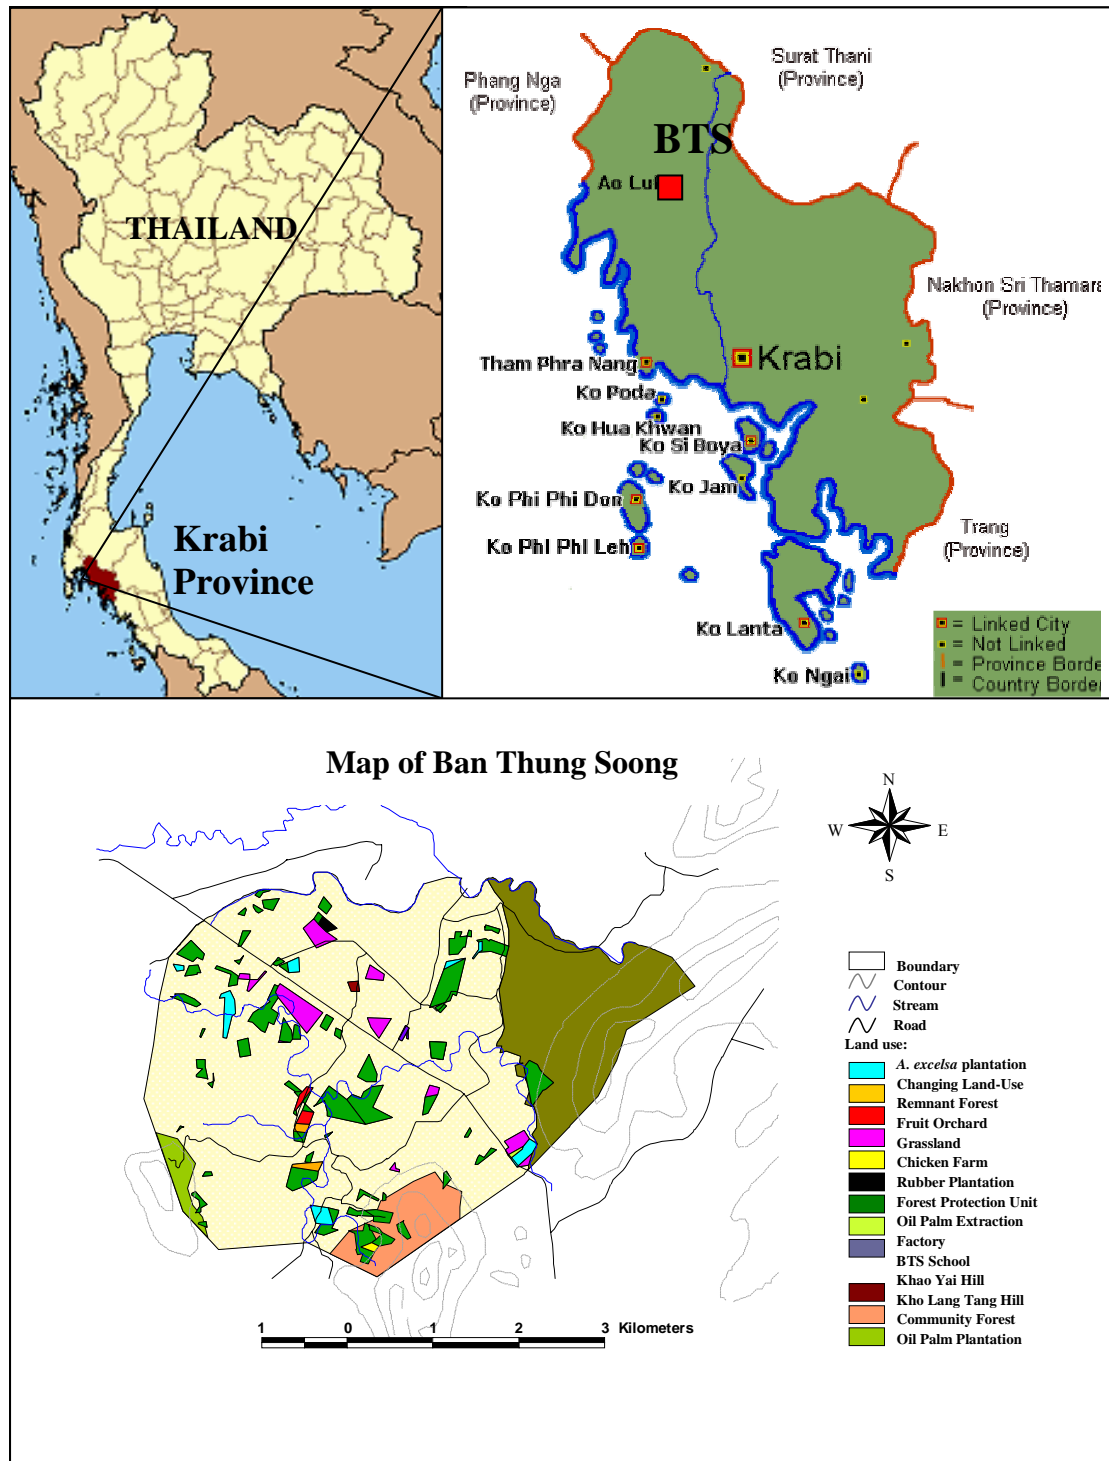 THAILAND
Krabi
Province
Surat Thani
(Province)
Phang Nga
(Province)
BTS
Ao Lu
Nakhon Sri Thamara
(Province)
Tham Phra Nang
Krabi
Ko Poda
Ko Hua Khwan
Ko Si Boya
Ko Jam
Ko Phi Phi Don
Ko Phi Phi Leh
Trang
(Province)
Ko Lanta
Ko Ngai
= Linked City
= Not Linked
= Province Borde
= Country Border
Map of Ban Thung Soong
N
W
E
S
Boundary
Contour
Stream
Road
Land use:
A. excelsa plantation
Changing Land-Use
Remnant Forest
Fruit Orchard
Grassland
Chicken Farm
Rubber Plantation
Forest Protection Unit
Oil Palm Extraction
Factory
BTS School
Khao Yai Hill
Kho Lang Tang Hill
Community Forest
Oil Palm Plantation
1 0 1 2 3 Kilometers